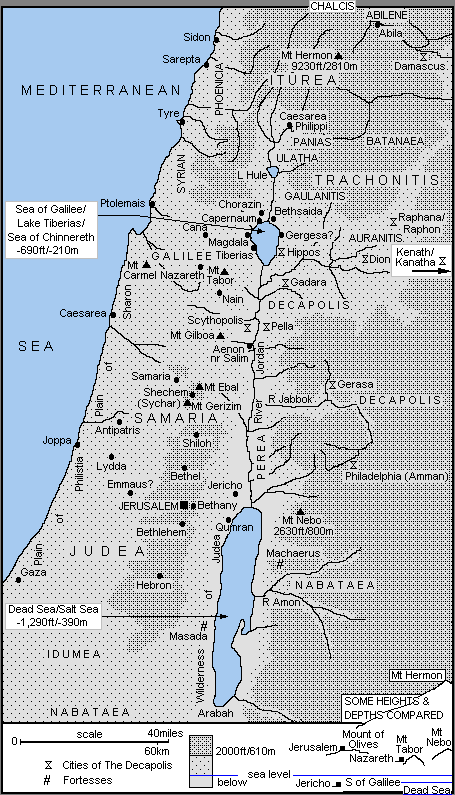 CHALCIS
ABILENE
Abila
Sidon
Mt Hermon
9230ft/2810m
Damascus
Sarepta
ITUREA
MEDITERRANEAN
PHOENICIA
Tyre
Caesarea
Philippi
PANIAS
BATANAEA
SYRIAN
ULATHA
L Hule
TRACHONITIS
GAULANITIS
Ptolemais
Chorazin
Bethsaida
Capernaum
Sea of Galilee/
Lake Tiberias/
Sea of Chinnereth
-690ft/-210m
Raphana/
Raphon
Cana
Gergesa?
AURANITIS
Magdala
Kenath/
Kanatha
GALILEE
Tiberias
Hippos
Dion
Mt
Carmel
Nazareth
Mt
Tabor
Gadara
Nain
DECAPOLIS
Sharon
Caesarea
Scythopolis
Pella
SEA
Mt Gilboa
Aenon
nr Salim
Jordan
of
Samaria
Mt Ebal
Gerasa
Shechem
(Sychar)
Mt Gerizim
R Jabbok
DECAPOLIS
Plain
SAMARIA
River
Antipatris
Joppa
Shiloh
PEREA
Lydda
Philistia
Bethel
Philadelphia (Amman)
Emmaus?
Jericho
JERUSALEM
Bethany
of
Mt Nebo
2630ft/800m
Qumran
Bethlehem
Plain
JUDEA
Judea
Machaerus
Gaza
Hebron
NABATAEA
of
R Arnon
Dead Sea/Salt Sea
-1,290ft/-390m
Masada
IDUMEA
Wilderness
Mt Hermon
NABATAEA
Arabah
SOME HEIGHTS &
DEPTHS COMPARED
scale
40miles
0
60km
2000ft/610m
Cities of The Decapolis
Fortesses
sea level
below
Jerusalem
Mount of
Olives
Mt
Tabor
Mt
Nebo
Nazareth
Jericho
S of Galilee
Dead Sea